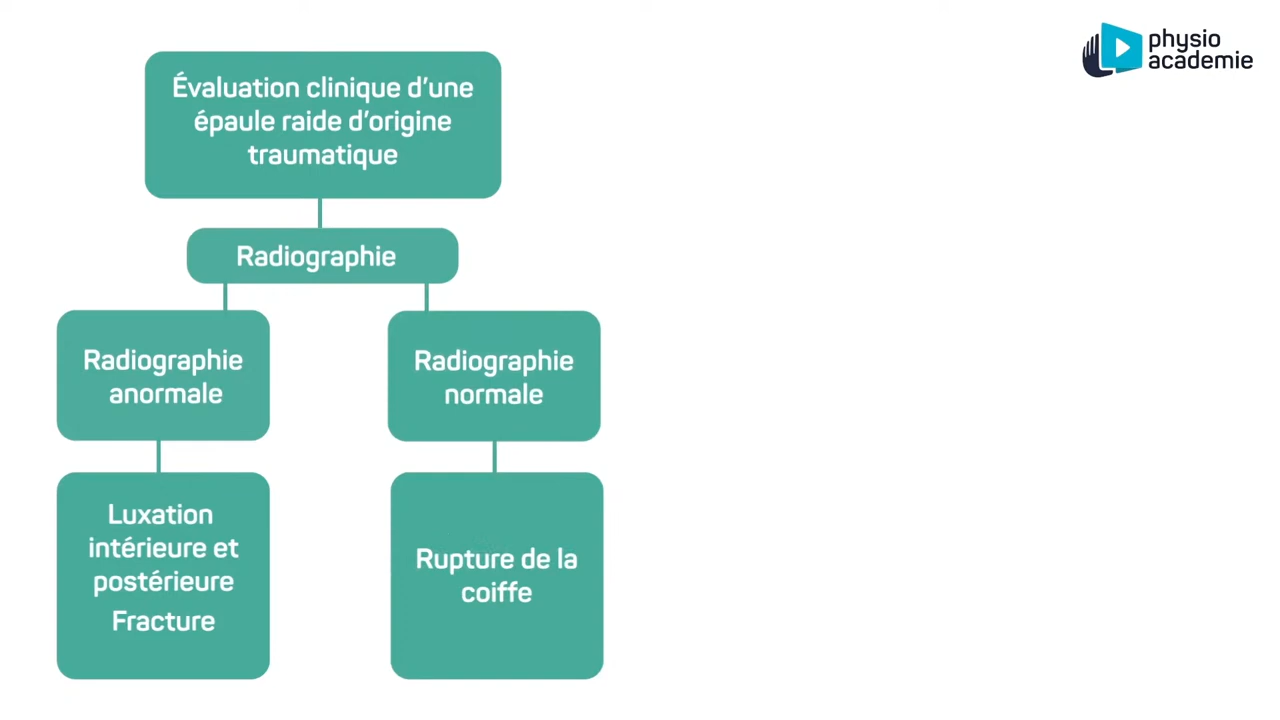 physio
academie
Évaluation clinique d'une
épaule raide d'origine
traumatique
Radiographie
Radiographie
anormale
Radiographie
normale
Luxation
intérieure et
postérieure
Fracture
Rupture de la
coiffe